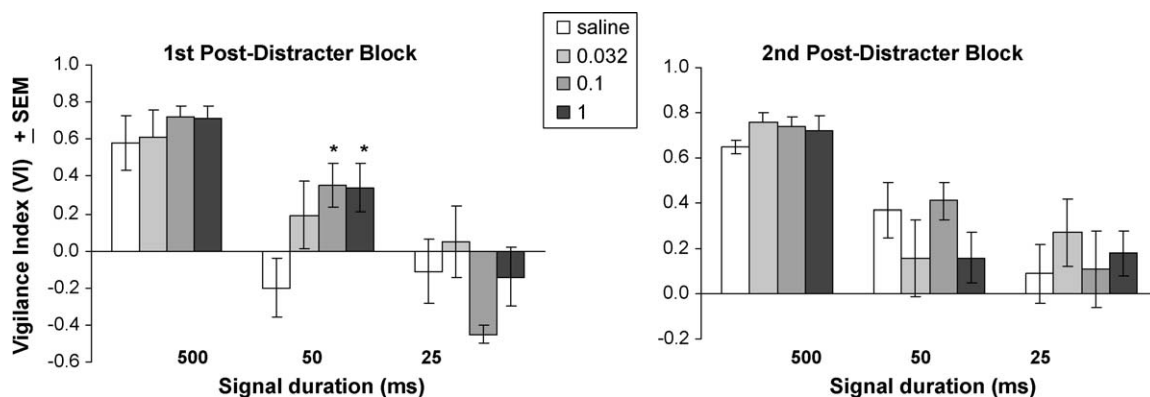 saline
0.032
0.1
1
1st Post-Distracter Block
Vigilance Index (VI) + SEM
1.0
0.8
0.6
0.4
0.2
0.0
-0.2
-0.4
-0.6
* *
500 50 25
Signal duration (ms)
2nd Post-Distracter Block
1.0
0.8
0.6
0.4
0.2
0.0
-0.2
500 50 25
Signal duration (ms)